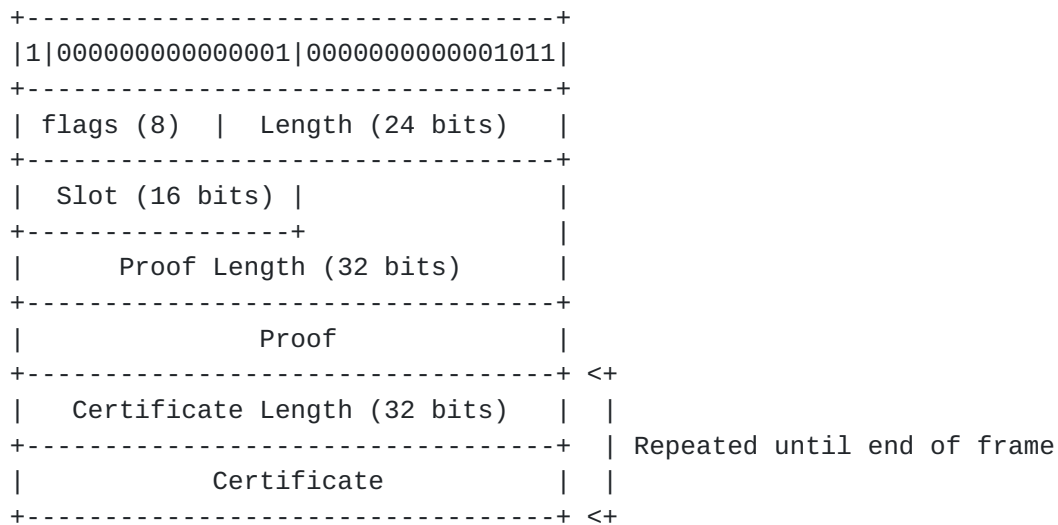 +----------------------------------+
|1|000000000000001|0000000000001011|
+----------------------------------+
| flags (8)  |  Length (24 bits)   |
+----------------------------------+
|  Slot (16 bits) |                |
+-----------------+                |
|      Proof Length (32 bits)      |
+----------------------------------+
|               Proof              |
+----------------------------------+ <+
|   Certificate Length (32 bits)   |  |
+----------------------------------+  | Repeated until end of frame
|            Certificate           |  |
+----------------------------------+ <+